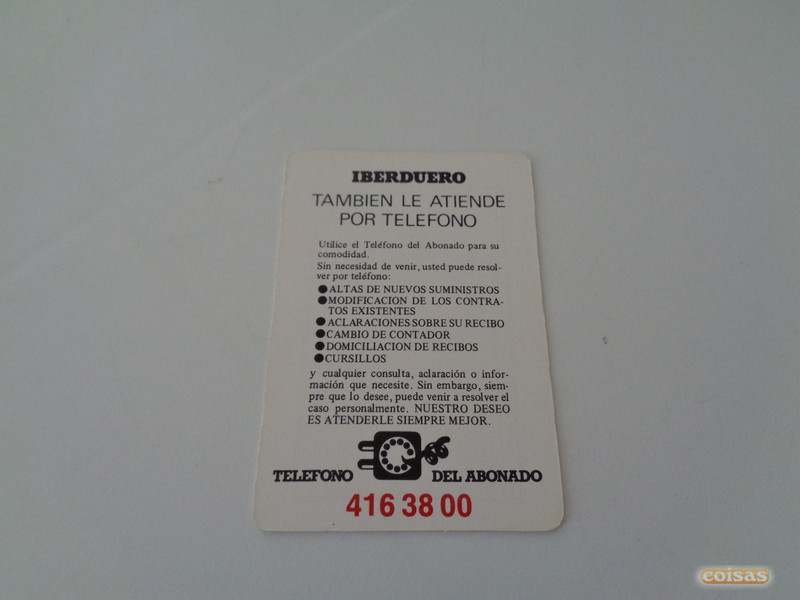 IBERDUERO
TAMBIEN LE ATIENDE
POR TELEFONO
Utilice el Teléfono del Abonado para su
comodidad.
Sin necesidad de venir, usted puede resol-
ver por teléfono:
● ALTAS DE NUEVOS SUMINISTROS
● MODIFICACION DE LOS CONTRA-
TOS EXISTENTES
● ACLARACIONES SOBRE SU RECIBO
● CAMBIO DE CONTADOR
● DOMICILIACION DE RECIBOS
● CURSILLOS
y cualquier consulta, aclaración o infor-
mación que necesite. Sin embargo, siem-
pre que lo desee, puede venir a resolver el
caso personalmente. NUESTRO DESEO
ES ATENDERLE SIEMPRE MEJOR.
TELEFONO DEL ABONADO
416 38 00
coisas